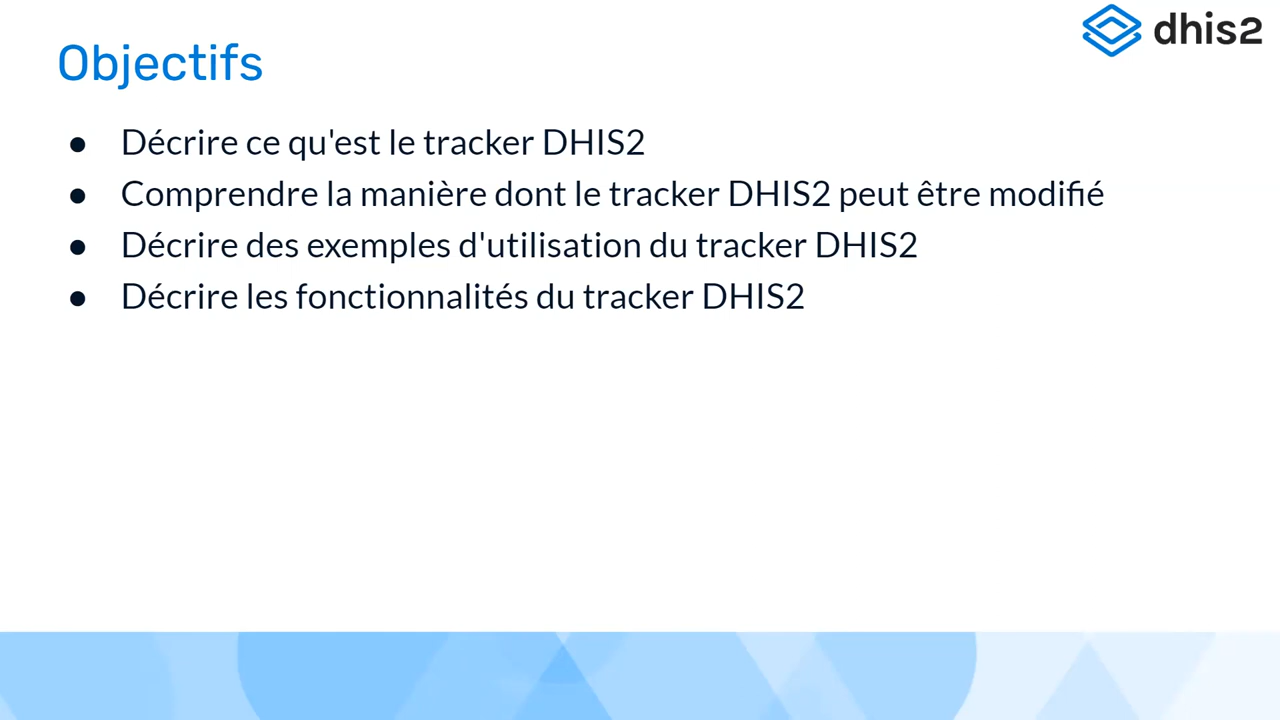 dhis2
Objectifs
● Décrire ce qu'est le tracker DHIS2
● Comprendre la manière dont le tracker DHIS2 peut être modifié
● Décrire des exemples d'utilisation du tracker DHIS2
● Décrire les fonctionnalités du tracker DHIS2